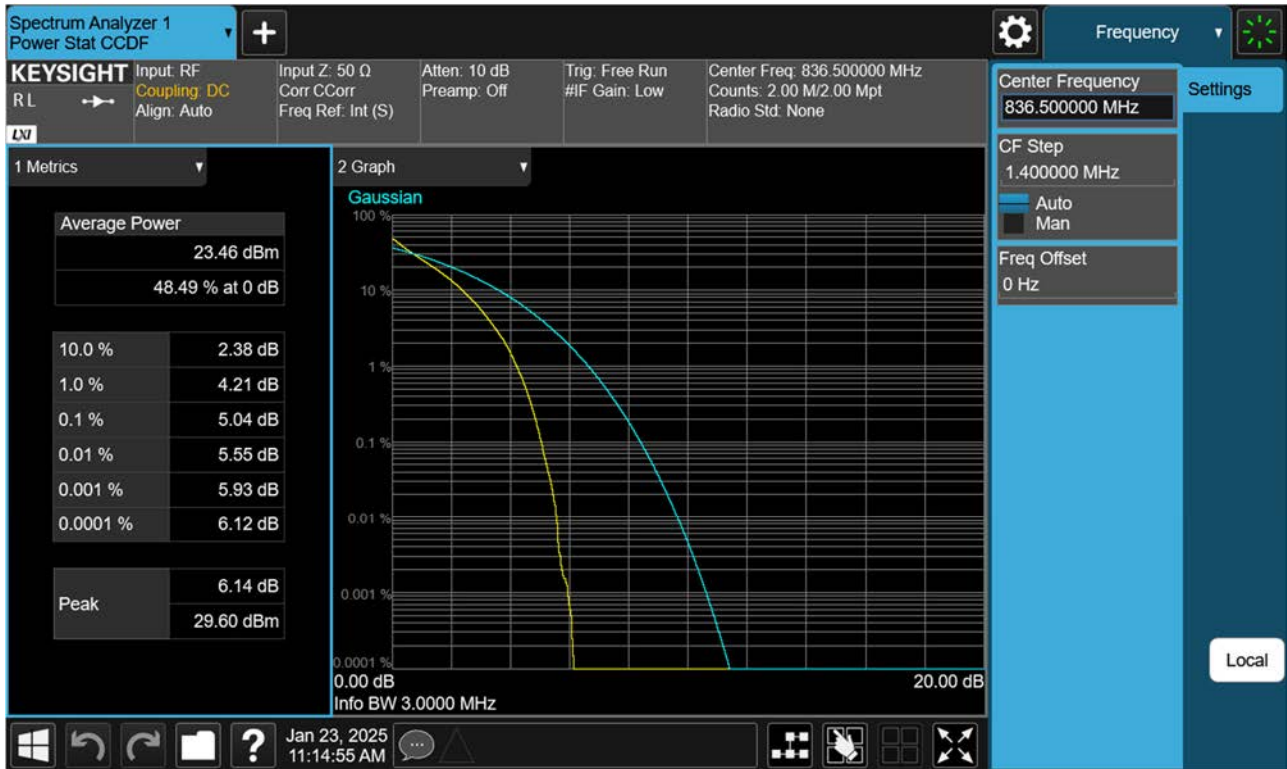 Spectrum Analyzer 1
Power Stat CCDF
+
Frequency
KEYSIGHT
RL
LXI
Input: RF
Coupling: DC
Align: Auto
Input Z: 50 Ω
Corr CCorr
Freq Ref: Int (S)
Atten: 10 dB
Preamp: Off
Trig: Free Run
#IF Gain: Low
Center Freq: 836.500000 MHz
Counts: 2.00 M/2.00 Mpt
Radio Std: None
Center Frequency
836.500000 MHz
Settings
CF Step
1.400000 MHz
Auto
Man
Freq Offset
0 Hz
Local
1 Metrics
Average Power
23.46 dBm
48.49 % at 0 dB
10.0 % 2.38 dB
1.0 % 4.21 dB
0.1 % 5.04 dB
0.01 % 5.55 dB
0.001 % 5.93 dB
0.0001 % 6.12 dB
Peak
6.14 dB
29.60 dBm
2 Graph
Gaussian
100 %
10 %
1 %
0.1 %
0.01 %
0.001 %
0.0001 %
0.00 dB 20.00 dB
Info BW 3.0000 MHz
?
Jan 23, 2025
11:14:55 AM